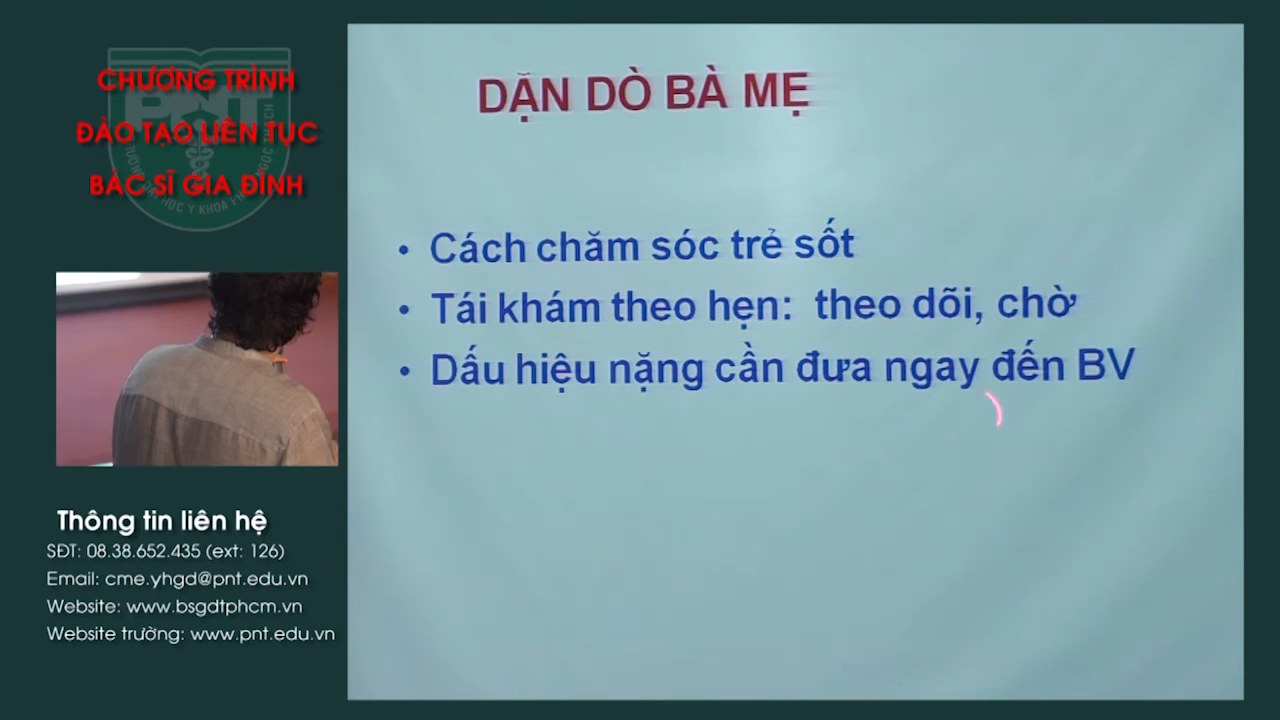 CHƯƠNG TRÌNH
ĐÀO TẠO LIÊN TỤC
BÁC SĨ GIA ĐÌNH
PNT
DẶN DÒ BÀ MẸ
• Cách chăm sóc trẻ sốt
• Tái khám theo hẹn: theo dõi, chờ
• Dấu hiệu nặng cần đưa ngay đến BV
Thông tin liên hệ
SĐT: 08.38.652.435 (ext: 126)
Email: cme.yhgd@pnt.edu.vn
Website: www.bsgdtphcm.vn
Website trường: www.pnt.edu.vn